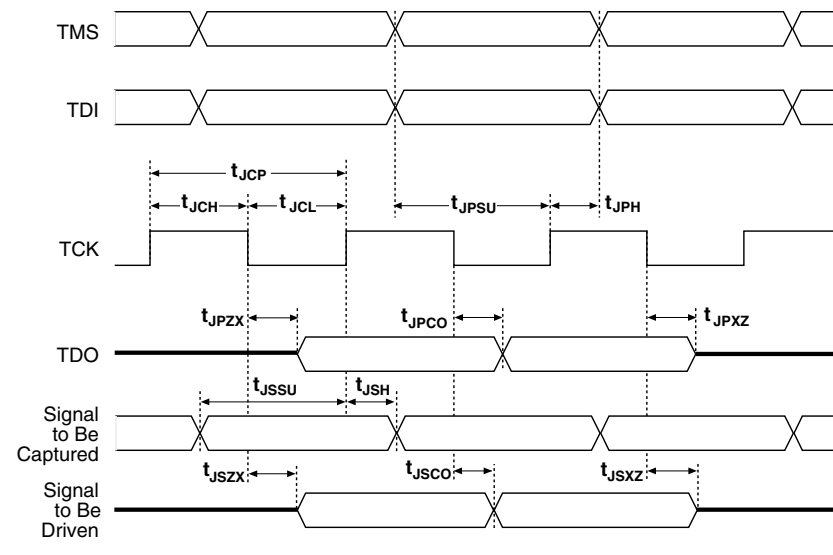 TMS
TDI
tJCP
tJCH
tJCL
tJPSU
tJPH
TCK
tJPZX
tJPCO
tJPXZ
TDO
tJSSU
tJSH
Signal
to Be
Captured
tJSZX
tJSCO
tJSXZ
Signal
to Be
Driven